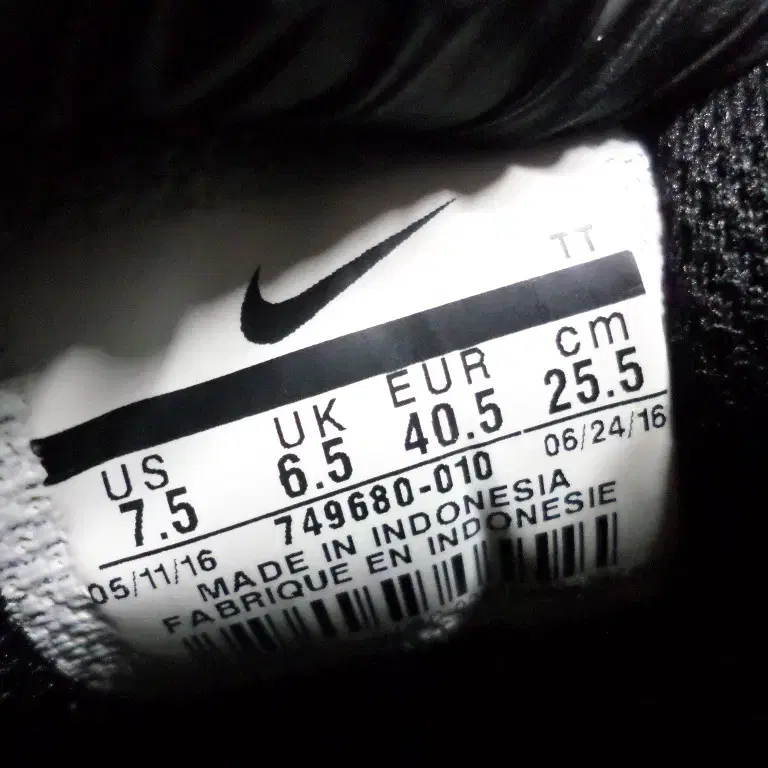 TT
US UK EUR cm
7.5 6.5 40.5 25.5
05/11/16 749680-010 06/24/16
MADE IN INDONESIA
FABRIQUE EN INDONESIE